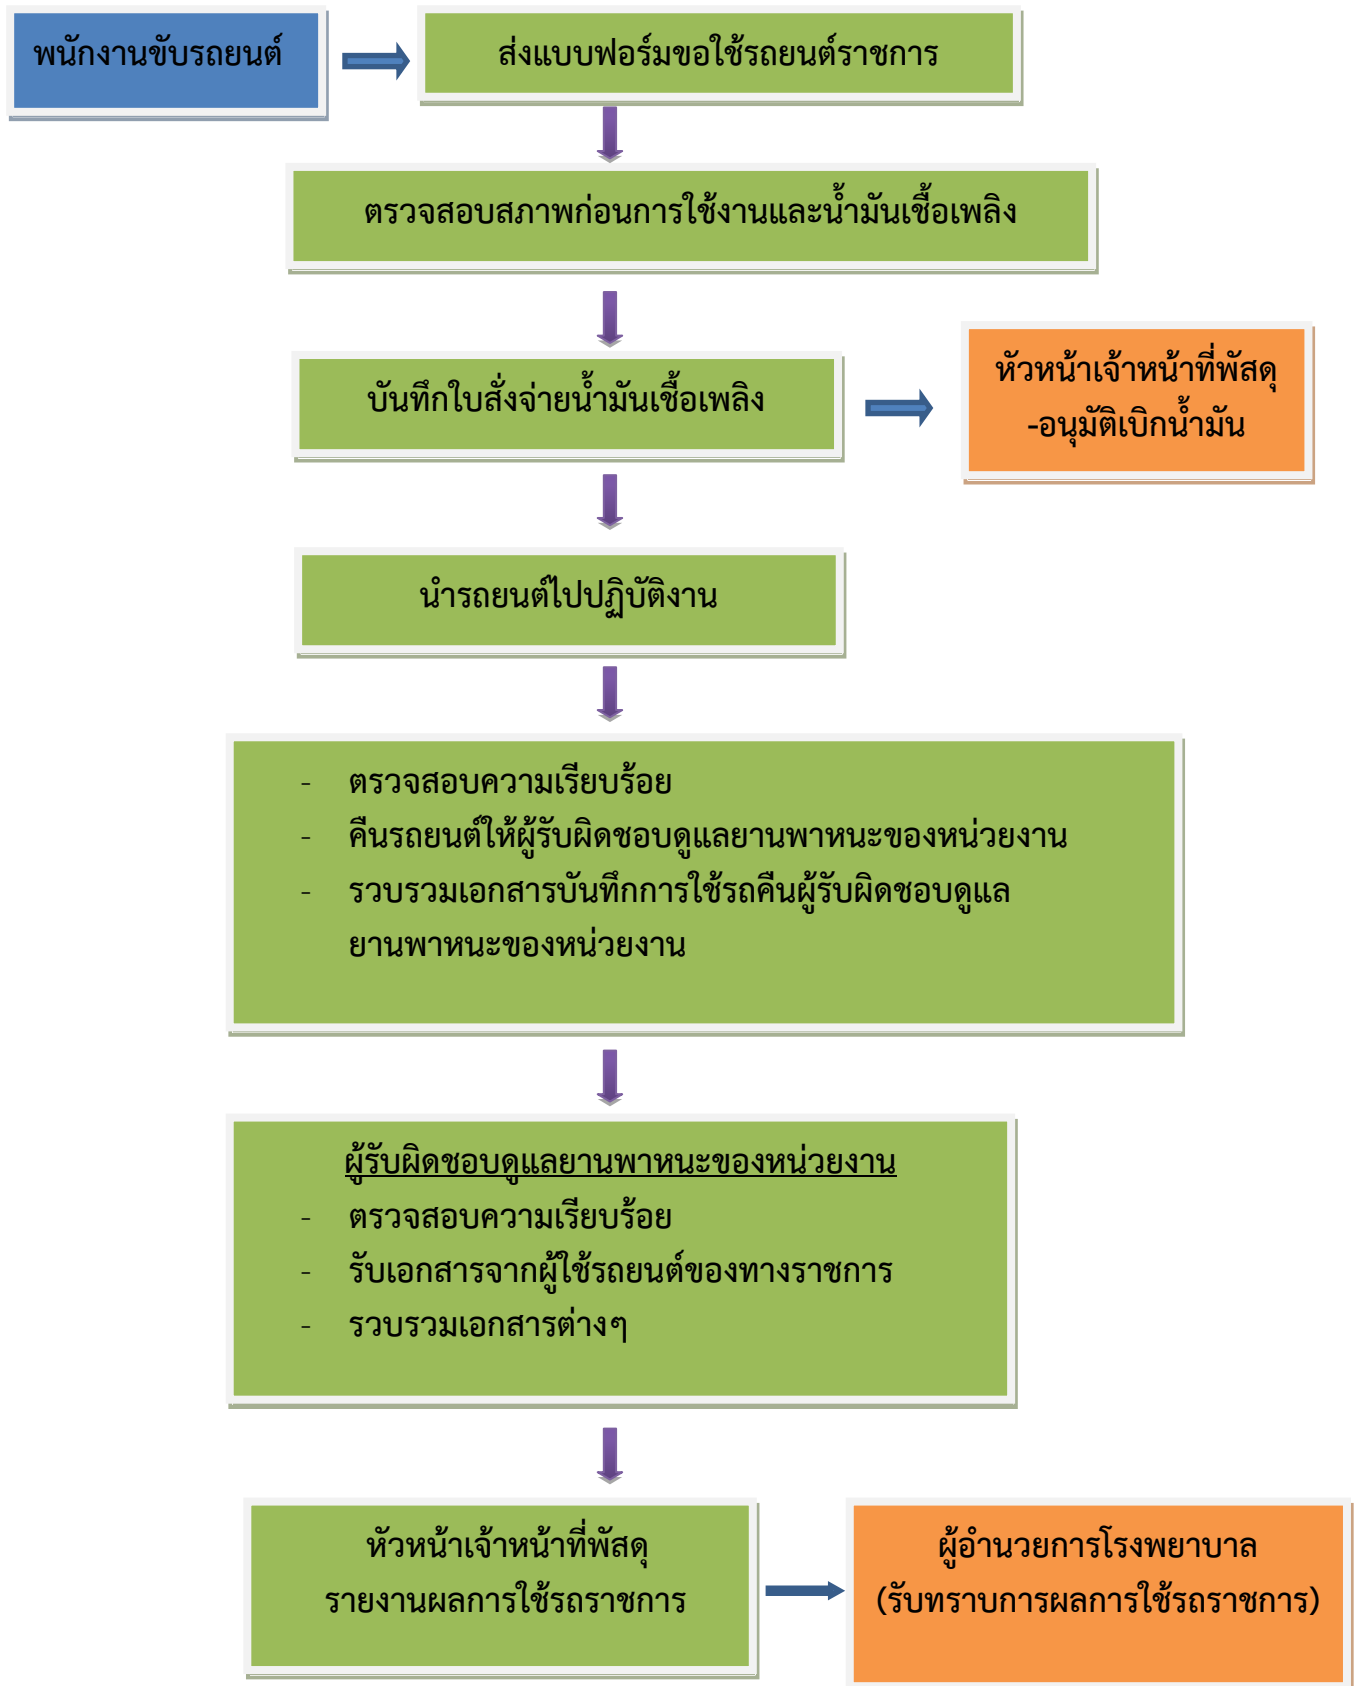 พนักงานขับรถยนต์
ส่งแบบฟอร์มขอใช้รถยนต์ราชการ
ตรวจสอบสภาพก่อนการใช้งานและน้ำมันเชื้อเพลิง
บันทึกใบสั่งจ่ายน้ำมันเชื้อเพลิง
หัวหน้าเจ้าหน้าที่พัสดุ
-อนุมัติเบิกน้ำมัน
นำรถยนต์ไปปฏิบัติงาน
- ตรวจสอบความเรียบร้อย
- คืนรถยนต์ให้ผู้รับผิดชอบดูแลยานพาหนะของหน่วยงาน
- รวบรวมเอกสารบันทึกการใช้รถคืนผู้รับผิดชอบดูแล
ยานพาหนะของหน่วยงาน
ผู้รับผิดชอบดูแลยานพาหนะของหน่วยงาน
- ตรวจสอบความเรียบร้อย
- รับเอกสารจากผู้ใช้รถยนต์ของทางราชการ
- รวบรวมเอกสารต่างๆ
หัวหน้าเจ้าหน้าที่พัสดุ
รายงานผลการใช้รถราชการ
ผู้อำนวยการโรงพยาบาล
(รับทราบการผลการใช้รถราชการ)